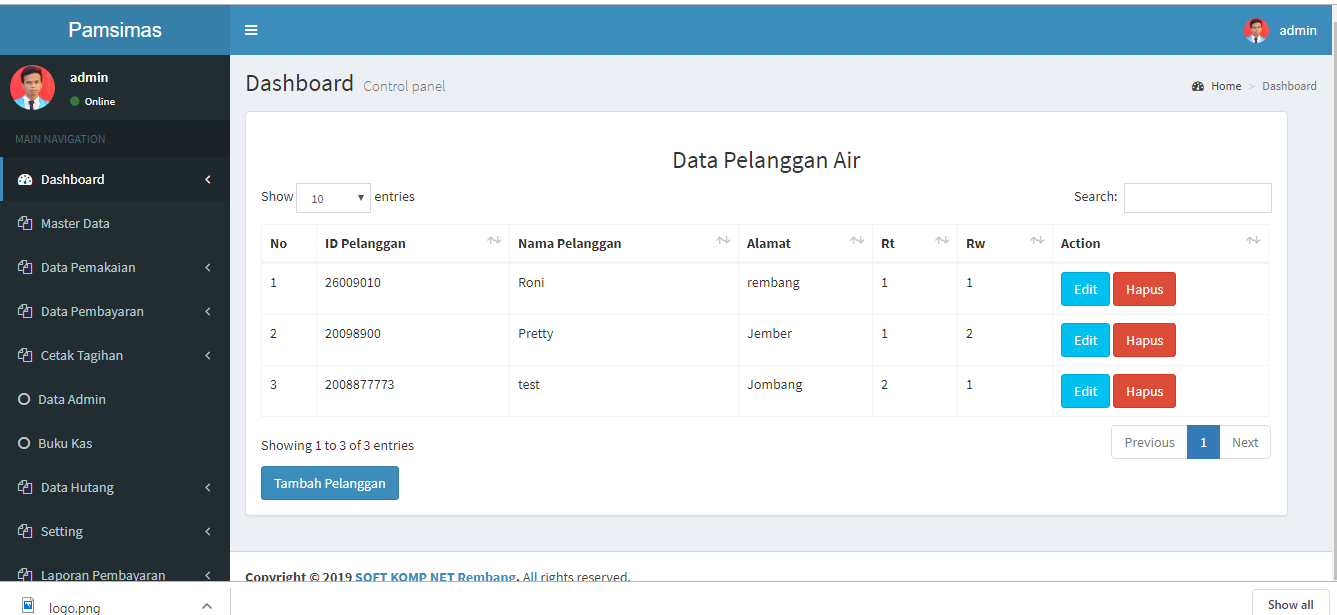 Pamsimas
admin
admin
Online
MAIN NAVIGATION
Dashboard
Master Data
Data Pemakaian
Data Pembayaran
Cetak Tagihan
Data Admin
Buku Kas
Data Hutang
Setting
Laporan Pembayaran
Dashboard Control panel
Home > Dashboard
Data Pelanggan Air
Show 10 entries
Search:
No ID Pelanggan Nama Pelanggan Alamat Rt Rw Action
1 26009010 Roni rembang 1 1 Edit Hapus
2 20098900 Pretty Jember 1 2 Edit Hapus
3 2008877773 test Jombang 2 1 Edit Hapus
Showing 1 to 3 of 3 entries
Previous 1 Next
Tambah Pelanggan
Copyright © 2019 SOFT KOMP NET Rembang. All rights reserved.
logo.png
Show all